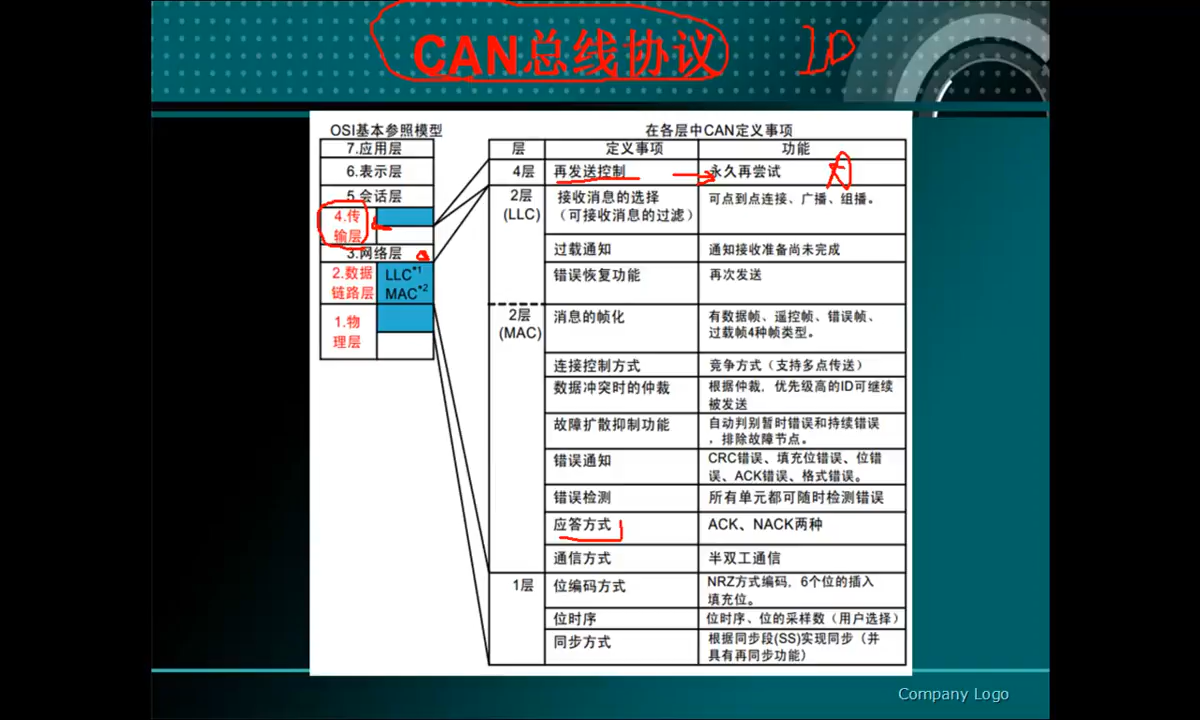 CAN总线协议
ID
OSI基本参照模型
7.应用层
6.表示层
5.会话层
4.传
输层
3.网络层
2.数据
链路层
LLC*1
MAC*2
1.物
理层
在各层中CAN定义事项
层 定义事项 功能
4层 再发送控制 永久再尝试
2层
(LLC)
接收消息的选择
（可接收消息的过滤）
可点到点连接、广播、组播。
过载通知 通知接收准备尚未完成
错误恢复功能 再次发送
2层
(MAC)
消息的帧化
有数据帧、遥控帧、错误帧、
过载帧4种帧类型。
连接控制方式 竞争方式（支持多点传送）
数据冲突时的仲裁
根据仲裁，优先级高的ID可继续
被发送
故障扩散抑制功能
自动判别暂时错误和持续错误
，排除故障节点。
错误通知
CRC错误、填充位错误、位错
误、ACK错误、格式错误。
错误检测 所有单元都可随时检测错误
应答方式 ACK、NACK两种
通信方式 半双工通信
1层 位编码方式
NRZ方式编码，6个位的插入
填充位。
位时序 位时序、位的采样数（用户选择）
同步方式
根据同步段(SS)实现同步（并
具有再同步功能）
Company Logo